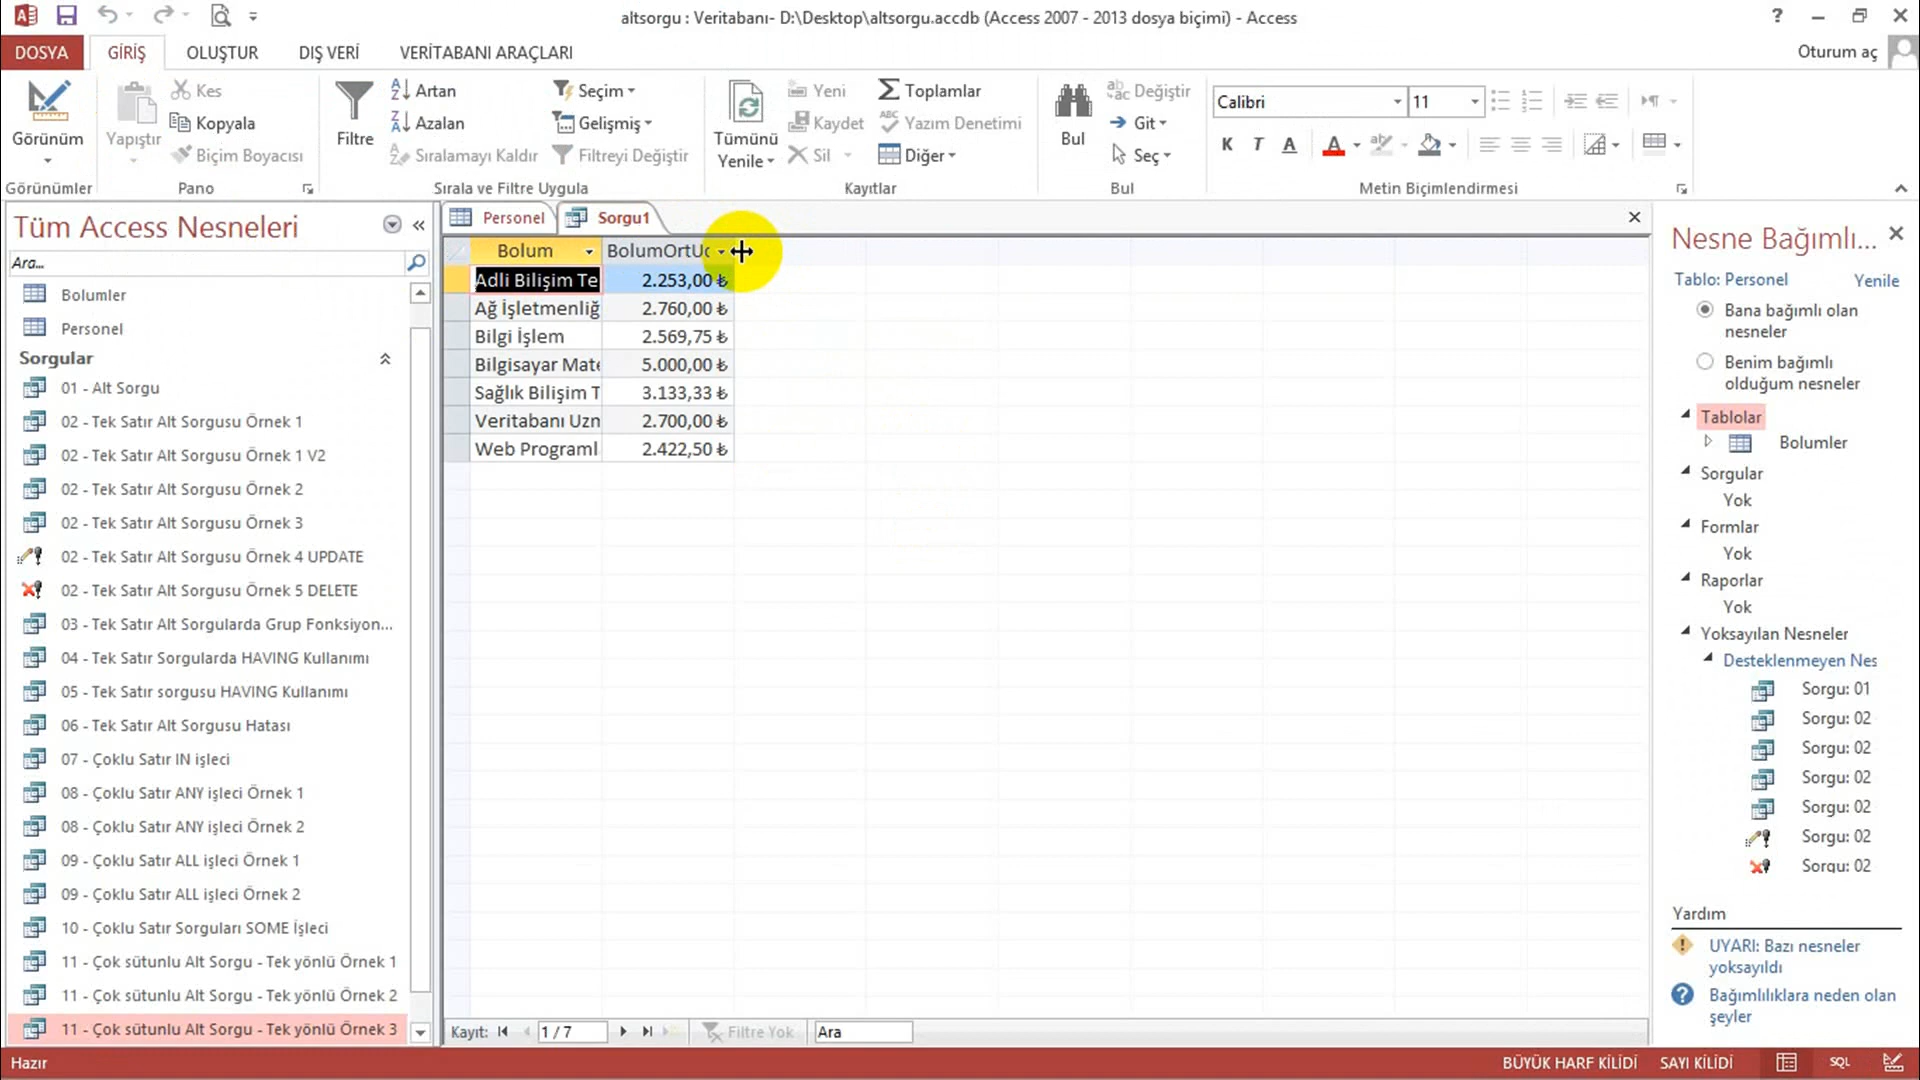 altsorgu : Veritabanı- D:\Desktop\altsorgu.accdb (Access 2007 - 2013 dosya biçimi) - Access
?
DOSYA
GİRİŞ
OLUŞTUR
DIŞ VERİ
VERİTABANI ARAÇLARI
Oturum aç
Görünüm
Görünümler
Yapıştır
Kes
Kopyala
Biçim Boyacısı
Pano
Filtre
Artan
Azalan
Sıralamayı Kaldır
Seçim
Gelişmiş
Filtreyi Değiştir
Sırala ve Filtre Uygula
Tümünü
Yenile
Yeni
Kaydet
Sil
Toplamlar
Yazım Denetimi
Diğer
Kayıtlar
Bul
Değiştir
Git
Seç
Bul
Calibri
11
K T A
Metin Biçimlendirmesi
Tüm Access Nesneleri
Ara...
Bolumler
Personel
Sorgular
01 - Alt Sorgu
02 - Tek Satır Alt Sorgusu Örnek 1
02 - Tek Satır Alt Sorgusu Örnek 1 V2
02 - Tek Satır Alt Sorgusu Örnek 2
02 - Tek Satır Alt Sorgusu Örnek 3
02 - Tek Satır Alt Sorgusu Örnek 4 UPDATE
02 - Tek Satır Alt Sorgusu Örnek 5 DELETE
03 - Tek Satır Alt Sorgularda Grup Fonksiyon...
04 - Tek Satır Sorgularda HAVING Kullanımı
05 - Tek Satır sorgusu HAVING Kullanımı
06 - Tek Satır Alt Sorgusu Hatası
07 - Çoklu Satır IN işleci
08 - Çoklu Satır ANY işleci Örnek 1
08 - Çoklu Satır ANY işleci Örnek 2
09 - Çoklu Satır ALL işleci Örnek 1
09 - Çoklu Satır ALL işleci Örnek 2
10 - Çoklu Satır Sorguları SOME İşleci
11 - Çok sütunlu Alt Sorgu - Tek yönlü Örnek 1
11 - Çok sütunlu Alt Sorgu - Tek yönlü Örnek 2
11 - Çok sütunlu Alt Sorgu - Tek yönlü Örnek 3
Personel
Sorgu1
Bolum BolumOrtUc
Adli Bilişim Te 2.253,00 ₺
Ağ İşletmenliğ 2.760,00 ₺
Bilgi İşlem 2.569,75 ₺
Bilgisayar Mate 5.000,00 ₺
Sağlık Bilişim T 3.133,33 ₺
Veritabanı Uzm 2.700,00 ₺
Web Programl 2.422,50 ₺
Kayıt: 1 / 7 Filtre Yok Ara
Nesne Bağımlı...
Tablo: Personel Yenile
Bana bağımlı olan
nesneler
Benim bağımlı
olduğum nesneler
Tablolar
Bolumler
Sorgular
Yok
Formlar
Yok
Raporlar
Yok
Yoksayılan Nesneler
Desteklenmeyen Nes
Sorgu: 01
Sorgu: 02
Sorgu: 02
Sorgu: 02
Sorgu: 02
Sorgu: 02
Sorgu: 02
Yardım
UYARI: Bazı nesneler
yoksayıldı
Bağımlılıklara neden olan
şeyler
Hazır
BÜYÜK HARF KİLİDİ SAYI KİLİDİ SQL